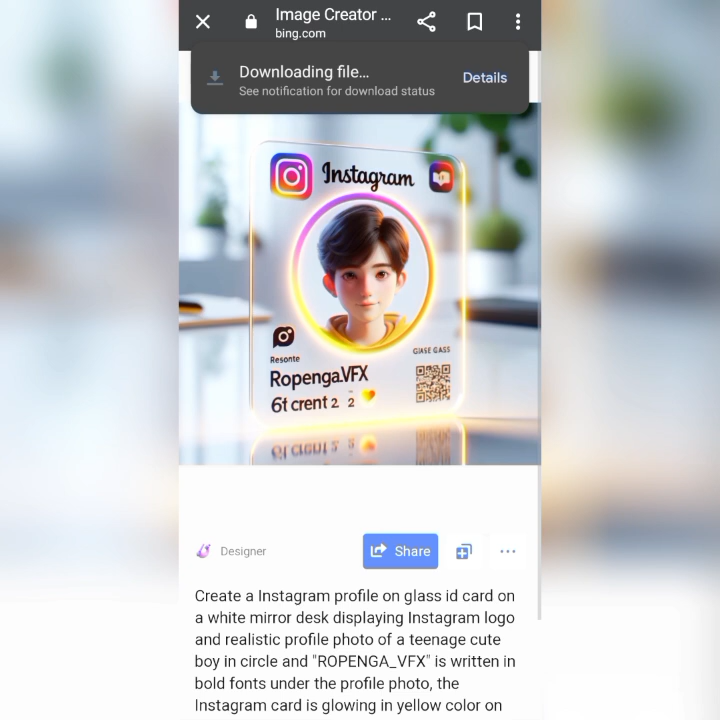 Image Creator ...
bing.com
Downloading file...
See notification for download status
Details
Instagram
Resonte
GIASE GASS
Ropenga.VFX
6t crent 2 2
Designer
Share
Create a Instagram profile on glass id card on
a white mirror desk displaying Instagram logo
and realistic profile photo of a teenage cute
boy in circle and "ROPENGA_VFX" is written in
bold fonts under the profile photo, the
Instagram card is glowing in yellow color on